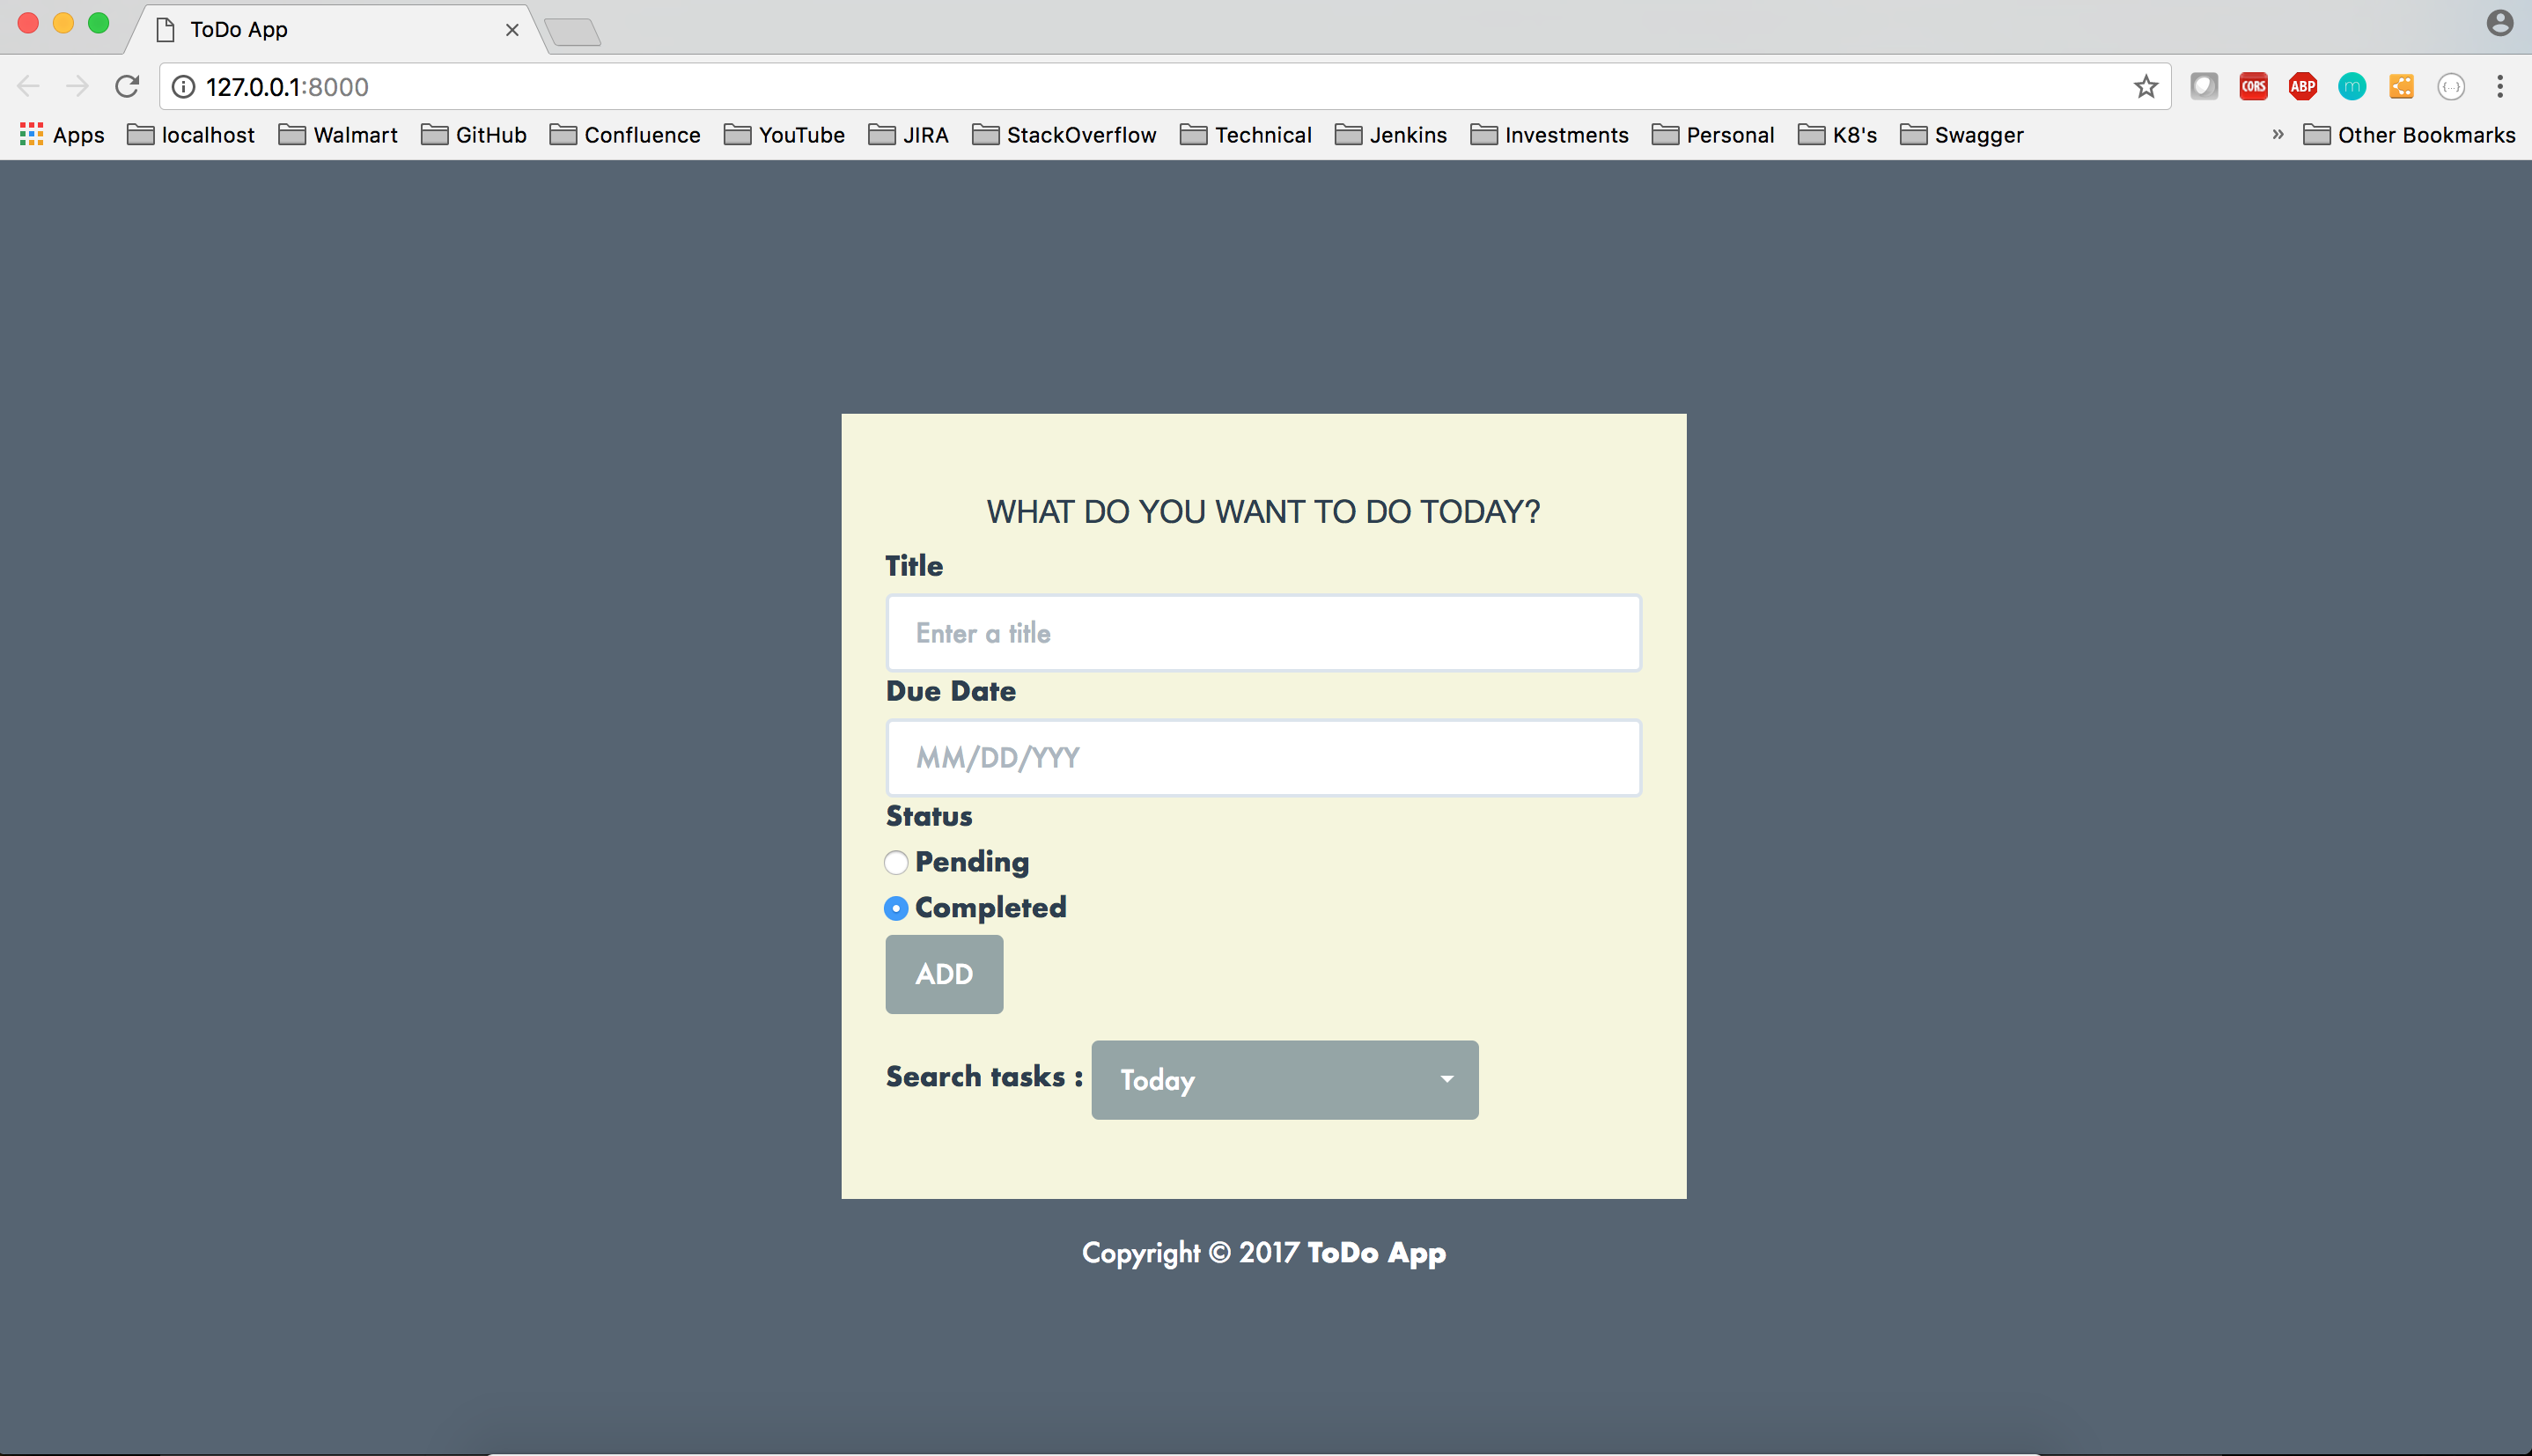 ToDo App
127.0.0.1:8000
CORS ABP m {...}
Apps localhost Walmart GitHub Confluence YouTube JIRA StackOverflow Technical Jenkins Investments Personal K8's Swagger » Other Bookmarks
WHAT DO YOU WANT TO DO TODAY?
Title
Enter a title
Due Date
MM/DD/YYY
Status
Pending
Completed
ADD
Search tasks : Today
Copyright © 2017 ToDo App